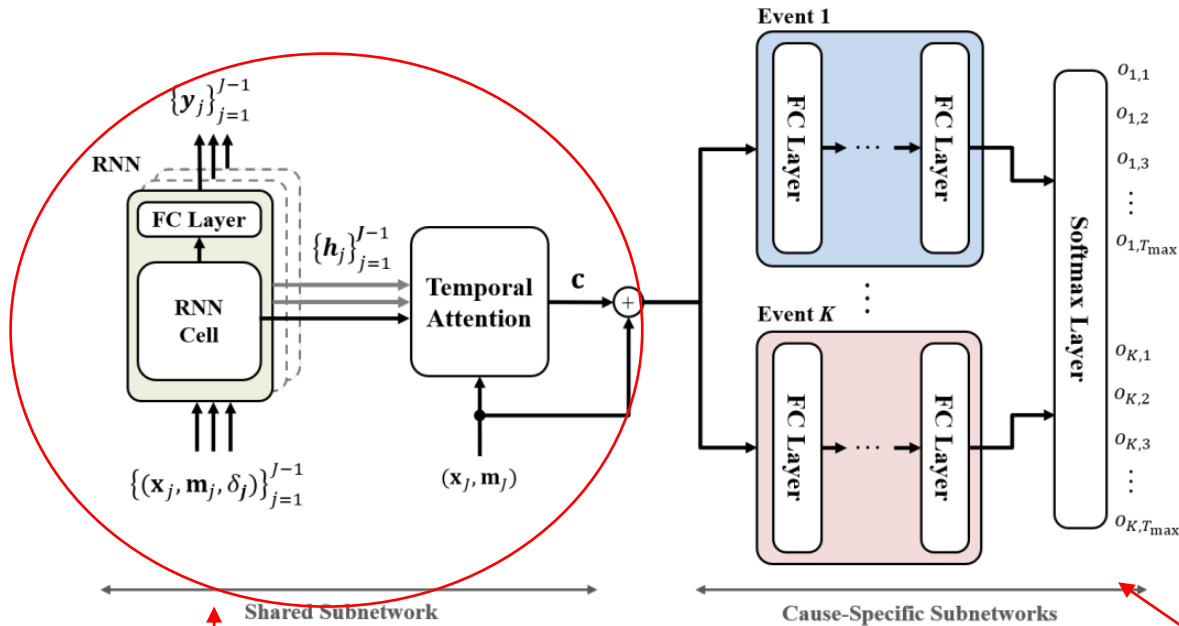 {y_j}_{j=1}^{J-1}
RNN
FC Layer
RNN
Cell
{(x_j, m_j, δ_j)}_{j=1}^{J-1}
{h_j}_{j=1}^{J-1}
Temporal
Attention
(x_J, m_J)
c
+
Shared Subnetwork
Event 1
FC Layer
...
FC Layer
⋮
Event K
FC Layer
...
FC Layer
Softmax Layer
o_{1,1}
o_{1,2}
o_{1,3}
⋮
o_{1,T_max}
o_{K,1}
o_{K,2}
o_{K,3}
⋮
o_{K,T_max}
Cause-Specific Subnetworks